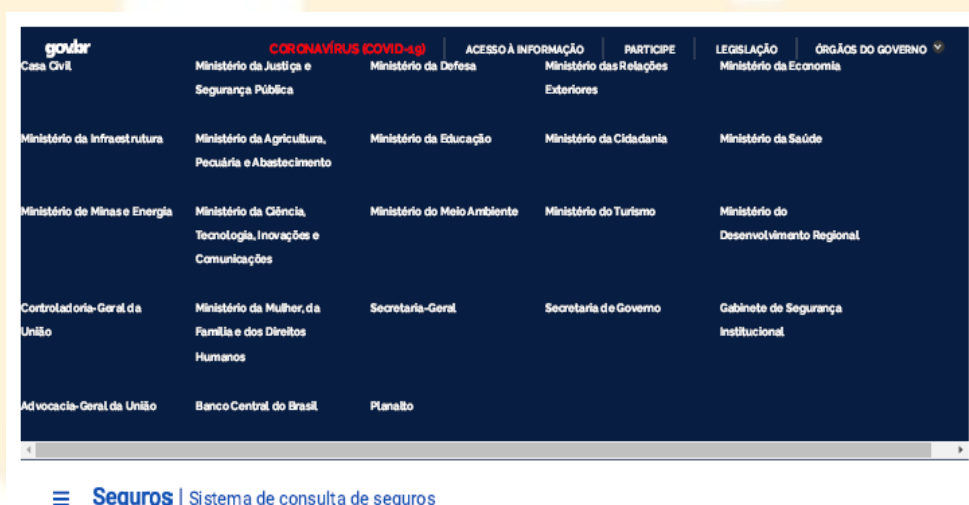 gov.br CORONAVÍRUS (COVID-19) ACESSO À INFORMAÇÃO PARTICIPE LEGISLAÇÃO ÓRGÃOS DO GOVERNO
Casa Civil Ministério da Justiça e Ministério da Defesa Ministério das Relações Ministério da Economia
Segurança Pública Exteriores
Ministério da Infraestrutura Ministério da Agricultura, Ministério da Educação Ministério da Cidadania Ministério da Saúde
Pecuária e Abastecimento
Ministério de Minas e Energia Ministério da Ciência, Ministério do Meio Ambiente Ministério do Turismo Ministério do
Tecnologia, Inovações e Desenvolvimento Regional
Comunicações
Controladoria-Geral da Ministério da Mulher, da Secretaria-Geral Secretaria de Governo Gabinete de Segurança
União Família e dos Direitos Institucional
Humanos
Advocacia-Geral da União Banco Central do Brasil Planalto
Seguros | Sistema de consulta de seguros